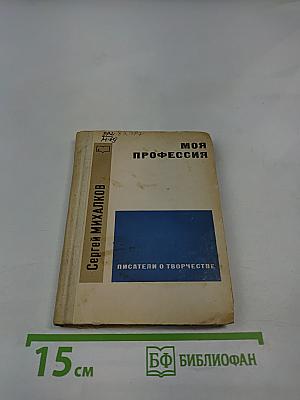 МОЯ
ПРОФЕССИЯ
Сергей МИХАЛКОВ
ПИСАТЕЛИ О ТВОРЧЕСТВЕ
15 см
БФ БИБЛИОФАН